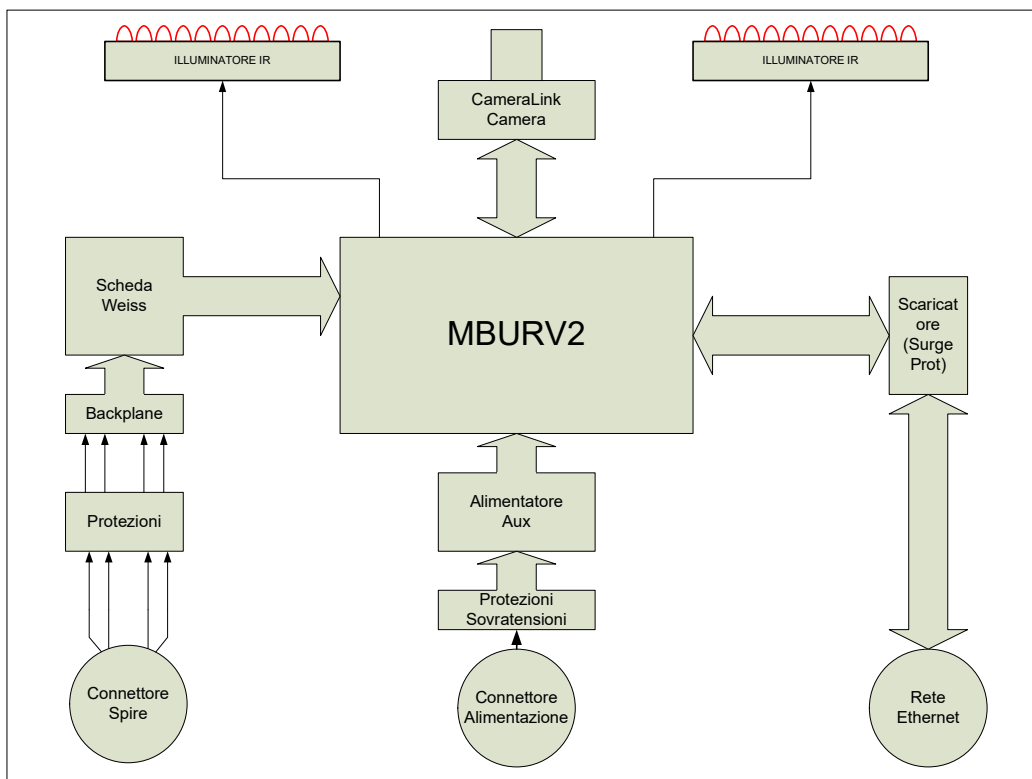 ILLUMINATORE IR
ILLUMINATORE IR
CameraLink
Camera
Scheda
Weiss
MBURV2
Scaricat
ore
(Surge
Prot)
Backplane
Alimentatore
Aux
Protezioni
Protezioni
Sovratensioni
Connettore
Spire
Connettore
Alimentazione
Rete
Ethernet